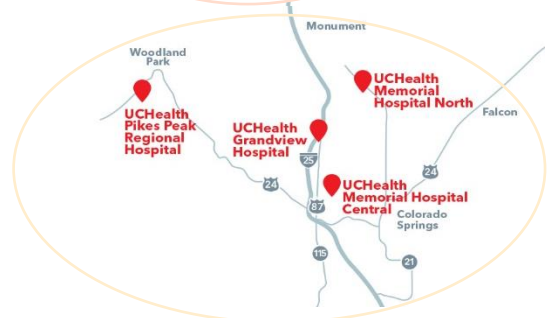 Monument
Woodland
Park
UCHealth
Memorial
Hospital North
UCHealth
Pikes Peak
Regional
Hospital
UCHealth
Grandview
Hospital
Falcon
25
24
24
UCHealth
Memorial Hospital
Central
87
Colorado
Springs
115
21